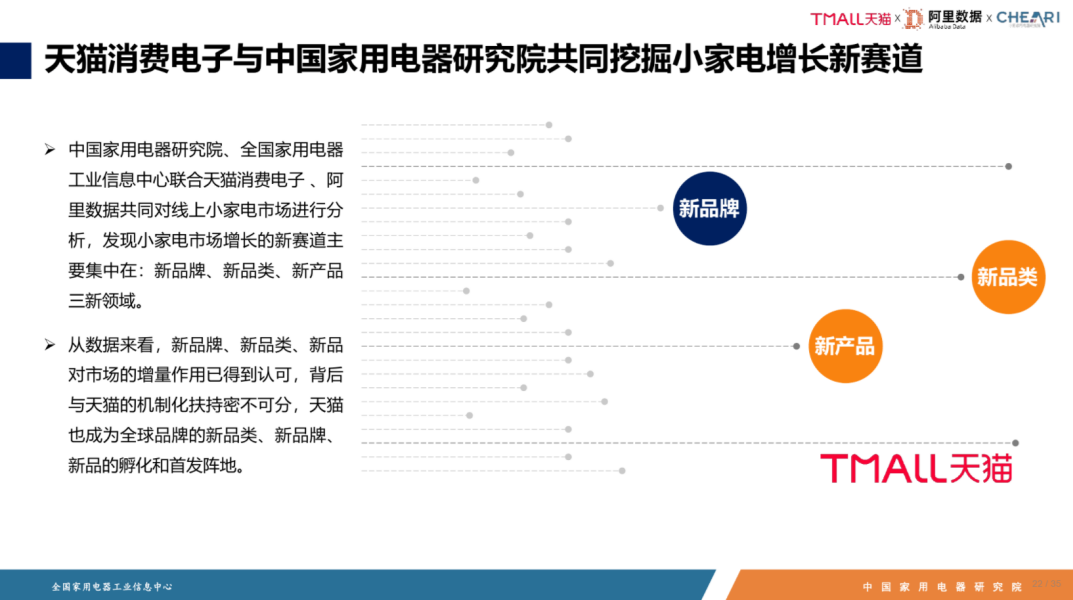 TMALL天猫 x 阿里数据 x CHEARI
Alibaba Data
天猫消费电子与中国家用电器研究院共同挖掘小家电增长新赛道
中国家用电器研究院、全国家用电器
工业信息中心联合天猫消费电子 、阿
里数据共同对线上小家电市场进行分
析，发现小家电市场增长的新赛道主
要集中在：新品牌、新品类、新产品
三新领域。
从数据来看，新品牌、新品类、新品
对市场的增量作用已得到认可，背后
与天猫的机制化扶持密不可分，天猫
也成为全球品牌的新品类、新品牌、
新品的孵化和首发阵地。
新品牌
新品类
新产品
TMALL天猫
全国家用电器工业信息中心
中国家用电器研究院